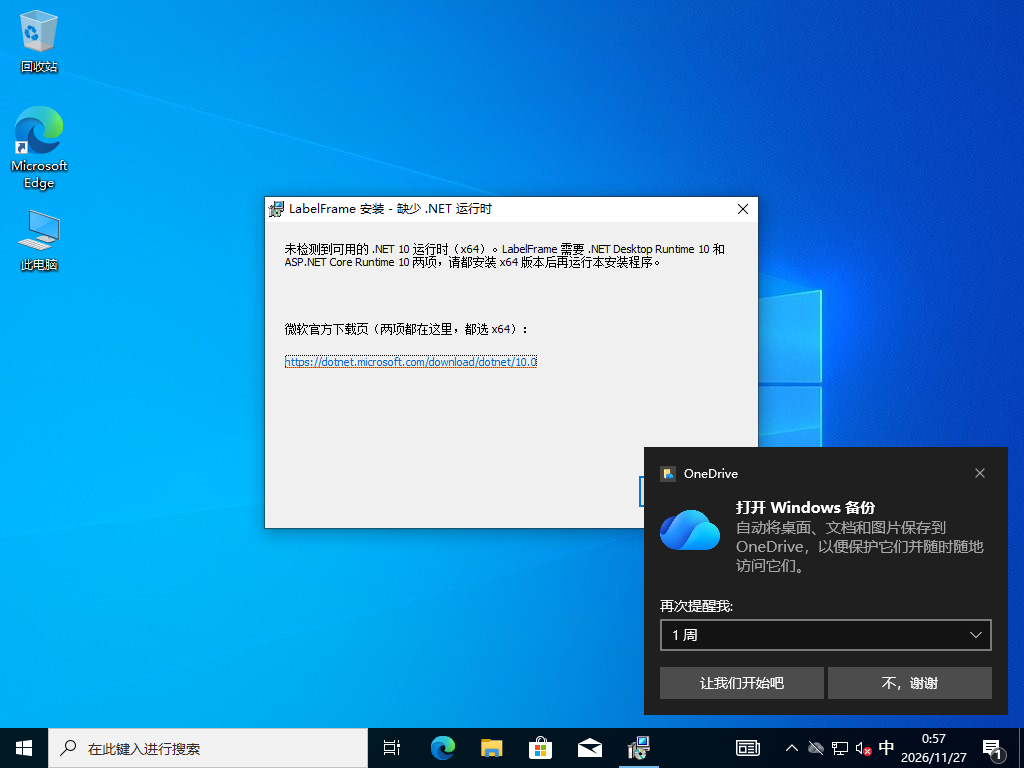 回收站
Microsoft
Edge
此电脑
LabelFrame 安装 - 缺少 .NET 运行时
未检测到可用的 .NET 10 运行时（x64）。LabelFrame 需要 .NET Desktop Runtime 10 和
ASP.NET Core Runtime 10 两项，请都安装 x64 版本后再运行本安装程序。
微软官方下载页（两项都在这里，都选 x64）：
https://dotnet.microsoft.com/download/dotnet/10.0
OneDrive
打开 Windows 备份
自动将桌面、文档和图片保存到
OneDrive，以便保护它们并随时随地
访问它们。
再次提醒我:
1 周
让我们开始吧
不，谢谢
在此键入进行搜索
中
0:57
2026/11/27
1